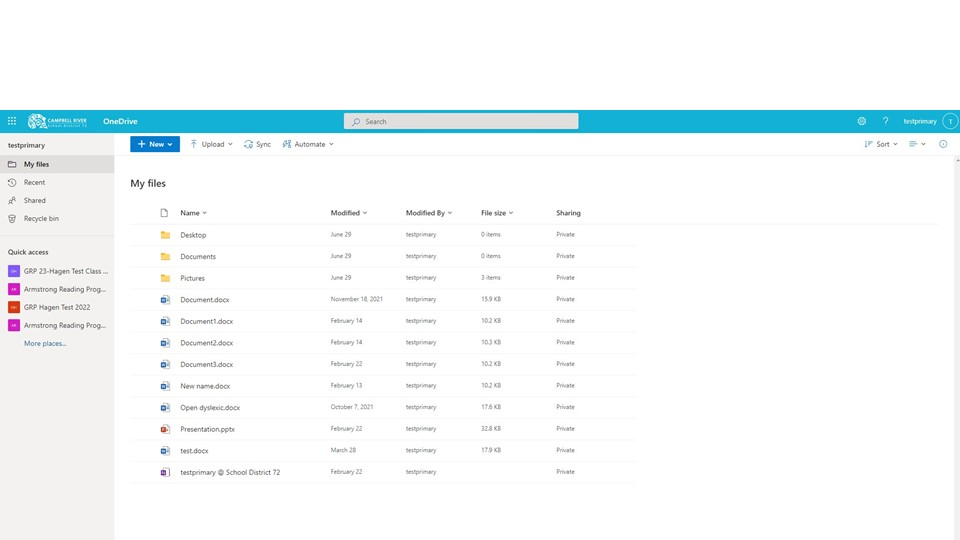 CAMPBELL RIVER
School District 72
OneDrive
Search
?
testprimary
T
testprimary
New
Upload
Sync
Automate
Sort
My files
Recent
Shared
Recycle bin
Quick access
GRP 23-Hagen Test Class ...
AR
Armstrong Reading Prog...
GRP Hagen Test 2022
AR
Armstrong Reading Prog...
More places...
My files
Name Modified Modified By File size Sharing
Desktop June 29 testprimary 0 items Private
Documents June 29 testprimary 0 items Private
Pictures June 29 testprimary 3 items Private
Document.docx November 18, 2021 testprimary 15.9 KB Private
Document1.docx February 14 testprimary 10.2 KB Private
Document2.docx February 14 testprimary 10.3 KB Private
Document3.docx February 22 testprimary 10.2 KB Private
New name.docx February 13 testprimary 10.2 KB Private
Open dyslexic.docx October 7, 2021 testprimary 17.6 KB Private
Presentation.pptx February 22 testprimary 32.8 KB Private
test.docx March 28 testprimary 17.9 KB Private
testprimary @ School District 72 February 22 testprimary Private